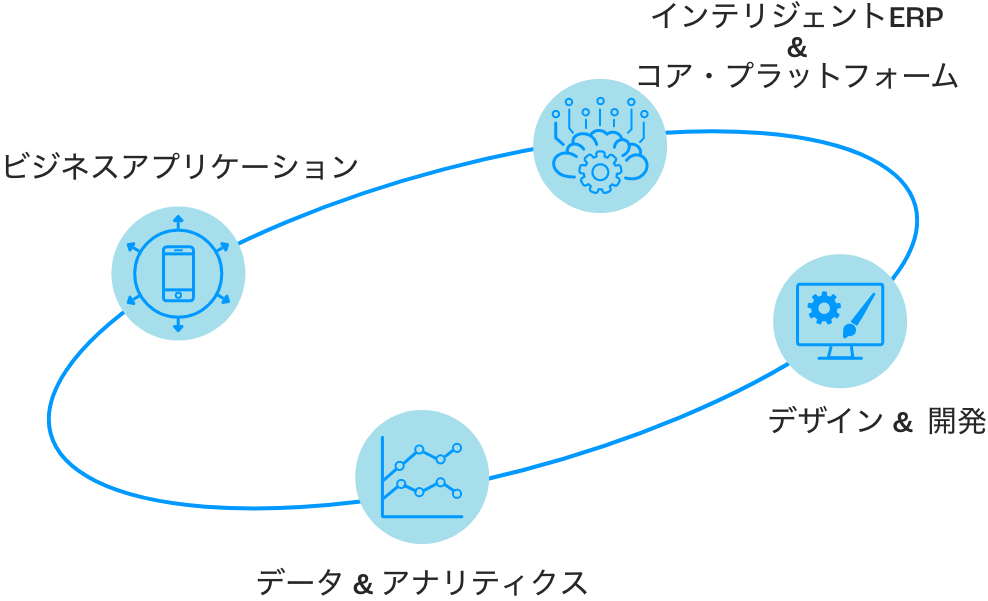 インテリジェントERP
&
コア・プラットフォーム
ビジネスアプリケーション
デザイン & 開発
データ & アナリティクス